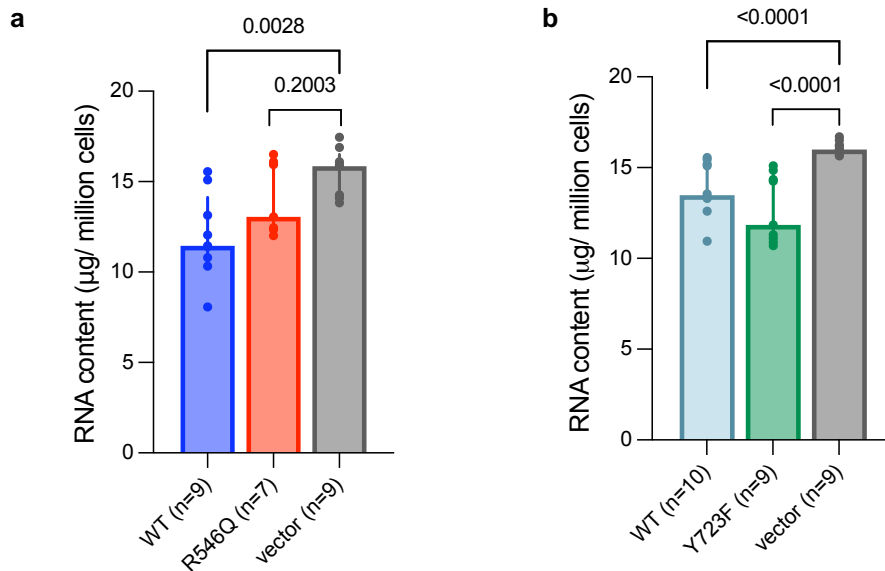 a
0.0028
0.2003
RNA content (µg/ million cells)
20
15
10
5
0
WT (n=9)
R546Q (n=7)
vector (n=9)
b
<0.0001
<0.0001
RNA content (µg/ million cells)
20
15
10
5
0
WT (n=10)
Y723F (n=9)
vector (n=9)